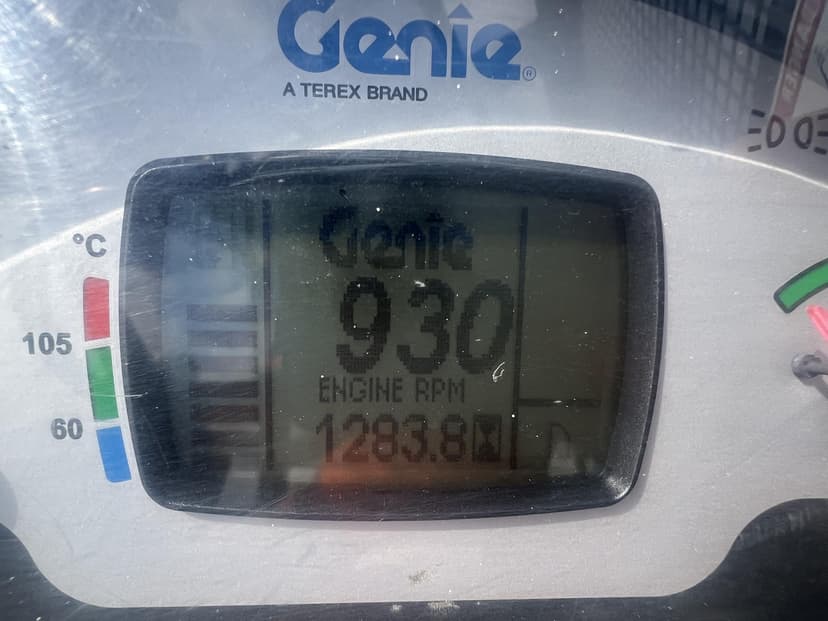 Genie®
A TEREX BRAND
°C
105
60
Genie
930
ENGINE RPM
1283.8